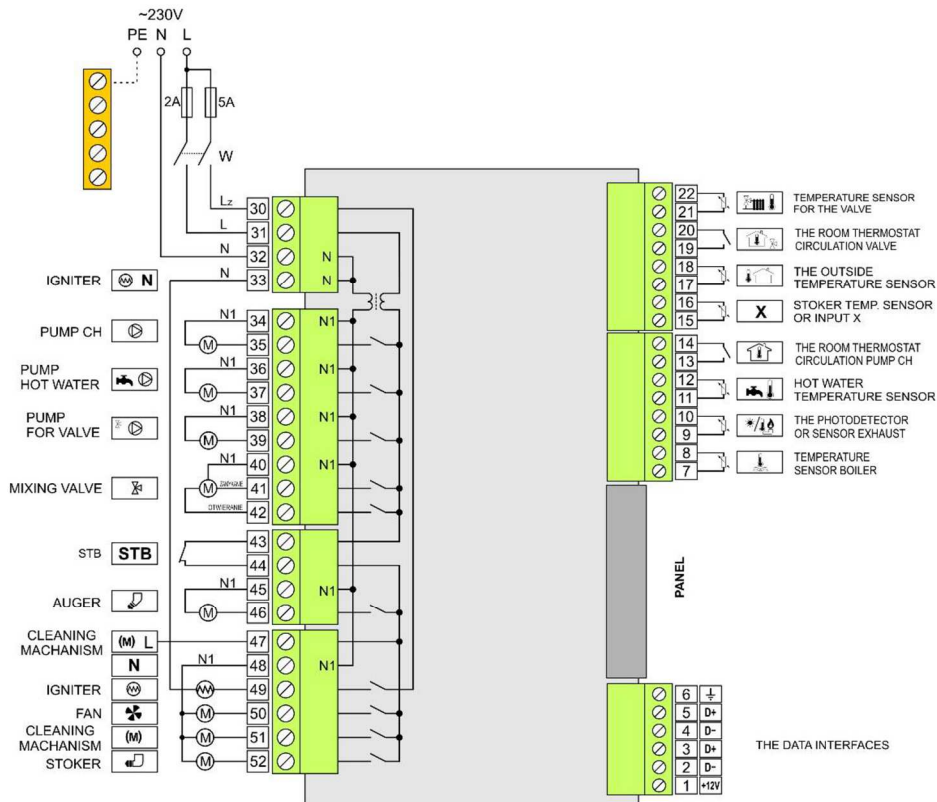 ~230V
PE N L
2A 5A
W
Lz 30
L 31
N 32 N
IGNITER N N 33 N
PUMP CH N1 34 N1
M 35
PUMP
HOT WATER N1 36 N1
M 37
PUMP
FOR VALVE N1 38 N1
M 39
N1 40 N1
MIXING VALVE M ZAMYKANIE 41
OTWIERANIE 42
STB STB 43
44
AUGER N1 45 N1
M 46
CLEANING
MACHANISM (M) L 47
N N1 48 N1
IGNITER 49
FAN M 50
CLEANING
MACHANISM (M) M 51
STOKER M 52
22 TEMPERATURE SENSOR
21 FOR THE VALVE
20 THE ROOM THERMOSTAT
19 CIRCULATION VALVE
18 THE OUTSIDE
17 TEMPERATURE SENSOR
16 X STOKER TEMP. SENSOR
15 OR INPUT X
14 THE ROOM THERMOSTAT
13 CIRCULATION PUMP CH
12 HOT WATER
11 TEMPERATURE SENSOR
10 THE PHOTODETECTOR
9 OR SENSOR EXHAUST
8 TEMPERATURE
7 SENSOR BOILER
PANEL
6
5 D+
4 D-
3 D+
2 D-
1 +12V
THE DATA INTERFACES